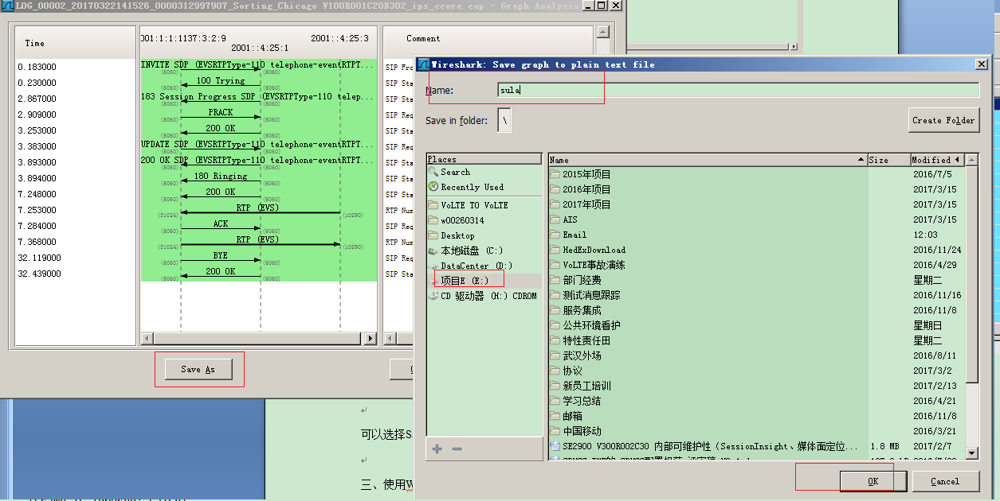 LOG_00002_20170322141526_0000312997907_Sorting_Chicago V100R001C20B302_ips_ccore.cap - Graph Analysis
Time
001:1:1:1137:3:2:9
2001::4:25:3
2001::4:25:1
Comment
0.183000
INVITE SDP (EVSRTPType-110 telephone-eventRTPT...
(5060)
(5060)
SIP Fro
0.230000
100 Trying
(5060)
(5060)
SIP Sta
2.867000
183 Session Progress SDP (EVSRTPType-110 telep...
(5060)
(5060)
SIP Sta
2.909000
PRACK
(5060)
(5060)
SIP Req
3.253000
200 OK
(5060)
(5060)
SIP Sta
3.383000
UPDATE SDP (EVSRTPType-110 telephone-eventRTPT...
(5060)
(5060)
SIP Req
3.893000
200 OK SDP (EVSRTPType-110 telephone-eventRTPT...
(5060)
(5060)
SIP Sta
3.894000
180 Ringing
(5060)
(5060)
SIP Sta
7.248000
200 OK
(5060)
(5060)
SIP Sta
7.253000
RTP (EVS)
(31024)
(10290)
RTP Num
7.284000
ACK
(5060)
(5060)
SIP Req
7.368000
RTP (EVS)
(31024)
(10290)
RTP Num
32.119000
BYE
(5060)
(5060)
SIP Req
32.439000
200 OK
(5060)
(5060)
SIP Sta
Save As
可以选择S
三、使用W
Wireshark: Save graph to plain text file
Name:
sula
Save in folder:
\
Create Folder
Places
Search
Recently Used
VoLTE TO VoLTE
w00260314
Desktop
本地磁盘 (C:)
DataCenter (D:)
项目E (E:)
CD 驱动器 (H:) CDROM
Name
Size
Modified
2015年项目 2016/7/5
2016年项目 2017/3/15
2017年项目 2017/3/15
AIS 2017/3/15
Email 12:03
HedExDownload 2016/11/24
VoLTE事故演练 2016/4/29
部门经费 星期二
测试消息跟踪 2016/11/16
服务集成 2016/11/8
公共环境看护 星期日
特性责任田 星期二
武汉外场 2016/8/11
协议 2017/3/2
新员工培训 2017/2/13
学习总结 2016/4/21
邮箱 2016/11/8
中国移动 2016/3/21
SE2900 V300R002C30 内部可维护性（SessionInsight、媒体面定位... 1.8 MB 2017/2/7
OK
Cancel